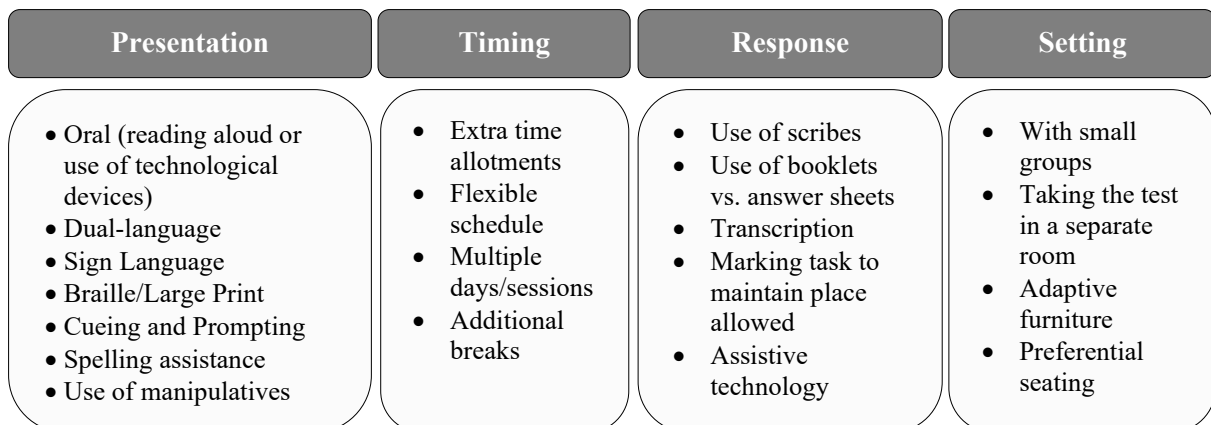 Presentation
• Oral (reading aloud or
use of technological
devices)
• Dual-language
• Sign Language
• Braille/Large Print
• Cueing and Prompting
• Spelling assistance
• Use of manipulatives
Timing
• Extra time
allotments
• Flexible
schedule
• Multiple
days/sessions
• Additional
breaks
Response
• Use of scribes
• Use of booklets
vs. answer sheets
• Transcription
• Marking task to
maintain place
allowed
• Assistive
technology
Setting
• With small
groups
• Taking the test
in a separate
room
• Adaptive
furniture
• Preferential
seating